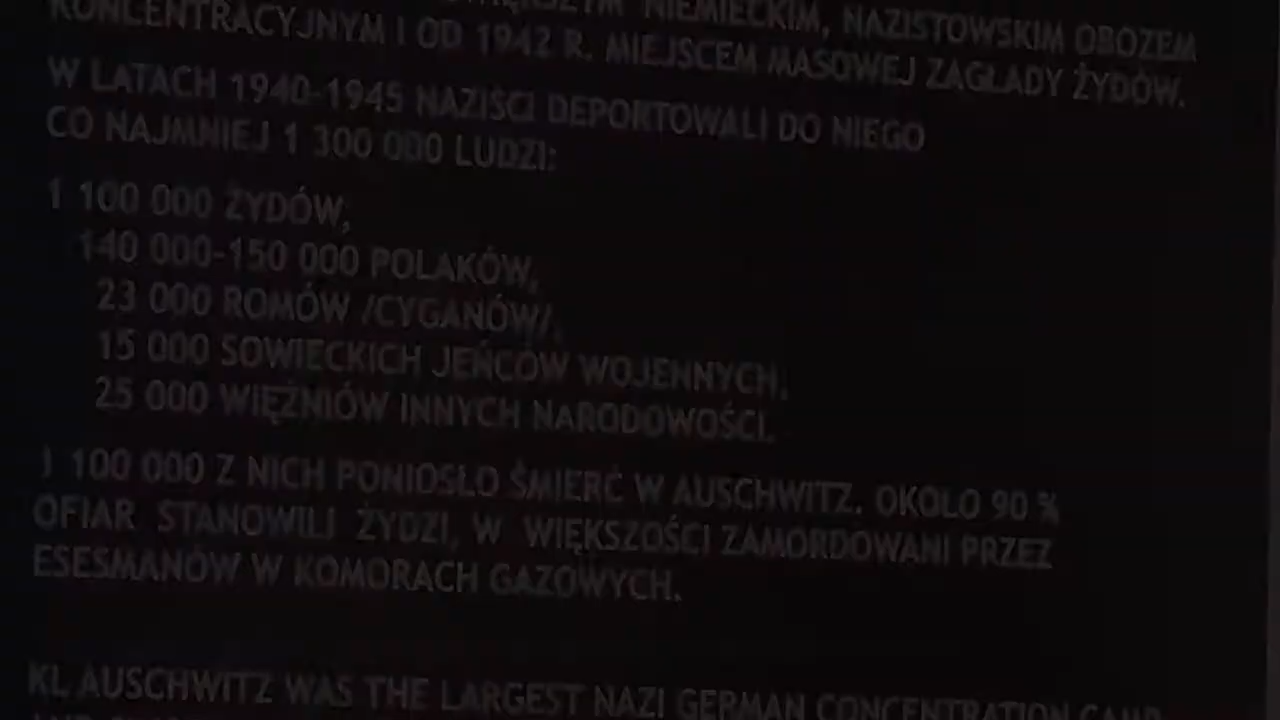 NIEMIECKIM, NAZISTOWSKIM OBOZEM
KONCENTRACYJNYM I OD 1942 R. MIEJSCEM MASOWEJ ZAGŁADY ŻYDÓW.
W LATACH 1940-1945 NAZIŚCI DEPORTOWALI DO NIEGO
CO NAJMNIEJ 1 300 000 LUDZI:
1 100 000 ŻYDÓW,
140 000-150 000 POLAKÓW,
23 000 ROMÓW /CYGANÓW/,
15 000 SOWIECKICH JEŃCÓW WOJENNYCH,
25 000 WIĘŹNIÓW INNYCH NARODOWOŚCI.
1 100 000 Z NICH PONIOSŁO ŚMIERĆ W AUSCHWITZ. OKOŁO 90 %
OFIAR STANOWILI ŻYDZI, W WIĘKSZOŚCI ZAMORDOWANI PRZEZ
ESESMANÓW W KOMORACH GAZOWYCH.
KL AUSCHWITZ WAS THE LARGEST NAZI GERMAN CONCENTRATION CAMP